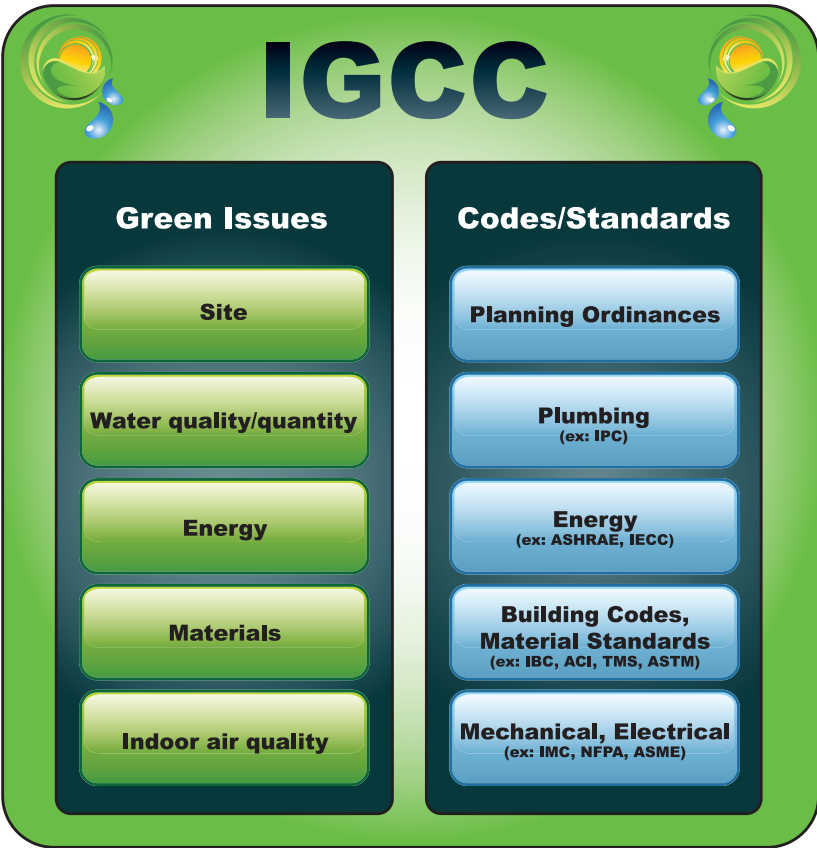 IGCC
Green Issues
Site
Water quality/quantity
Energy
Materials
Indoor air quality
Codes/Standards
Planning Ordinances
Plumbing
(ex: IPC)
Energy
(ex: ASHRAE, IECC)
Building Codes,
Material Standards
(ex: IBC, ACI, TMS, ASTM)
Mechanical, Electrical
(ex: IMC, NFPA, ASME)